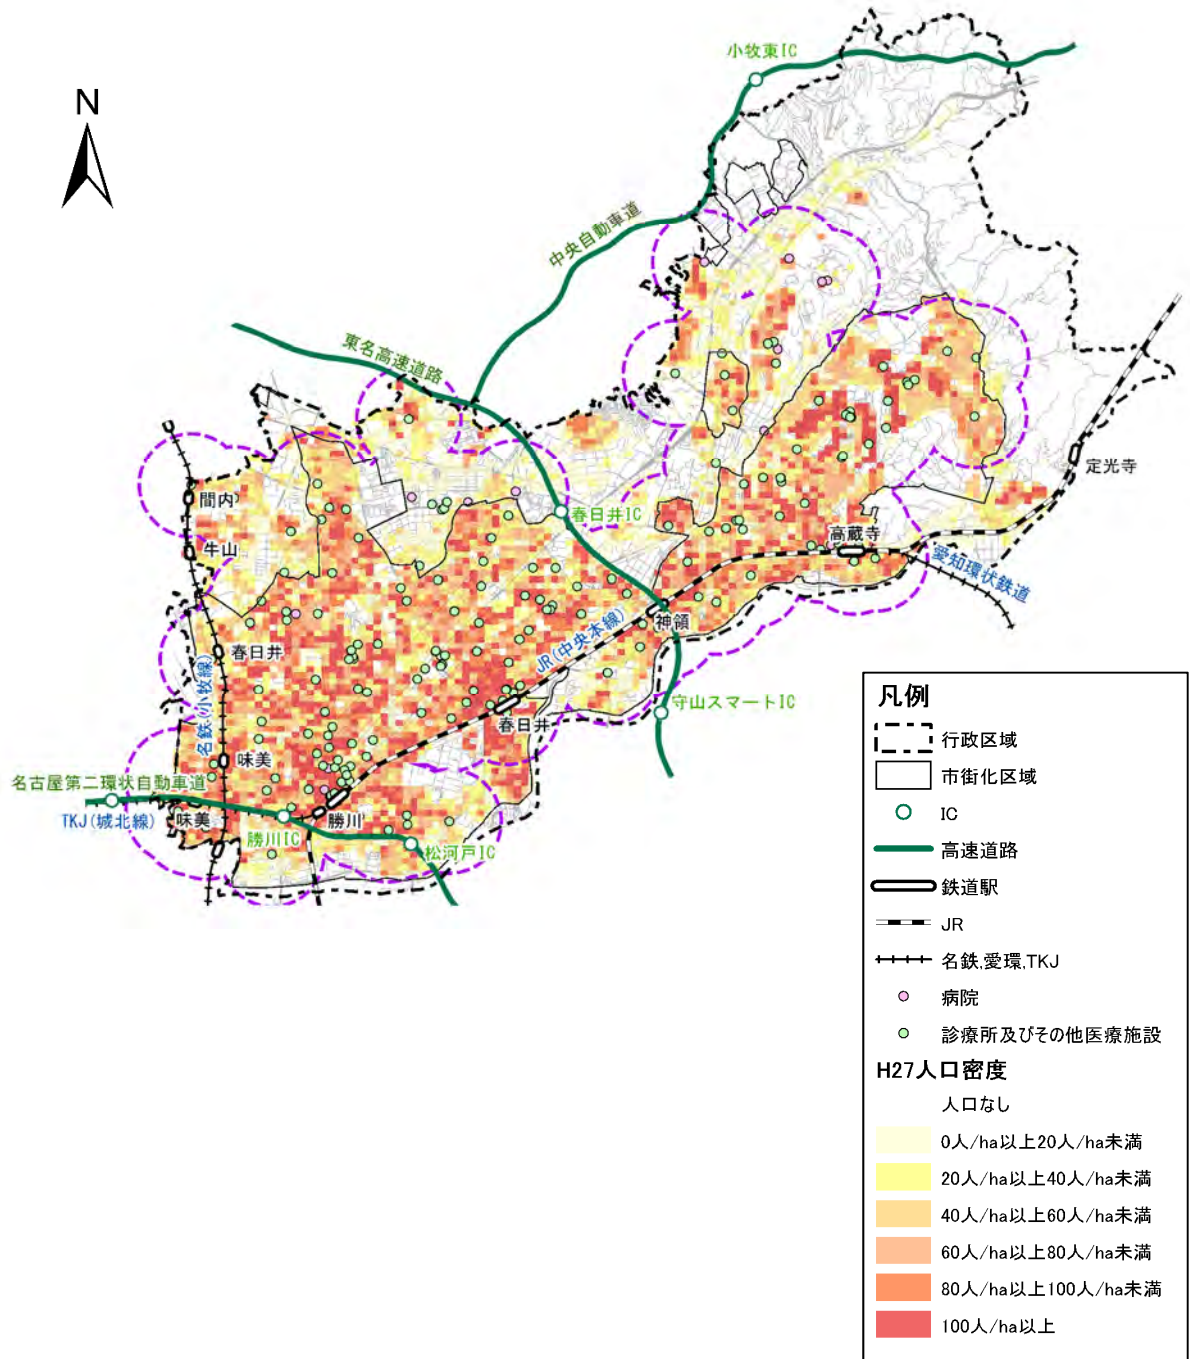 小牧東IC
N
中央自動車道
東名高速道路
間内
牛山
春日井IC
定光寺
高蔵寺
愛知環状鉄道
神領
JR(中央本線)
春日井
名鉄(小牧線)
守山スマートIC
春日井
味美
名古屋第二環状自動車道
TKJ(城北線)
味美
勝川
勝川IC
松河戸IC
凡例
行政区域
市街化区域
IC
高速道路
鉄道駅
JR
名鉄,愛環,TKJ
病院
診療所及びその他医療施設
H27人口密度
人口なし
0人/ha以上20人/ha未満
20人/ha以上40人/ha未満
40人/ha以上60人/ha未満
60人/ha以上80人/ha未満
80人/ha以上100人/ha未満
100人/ha以上